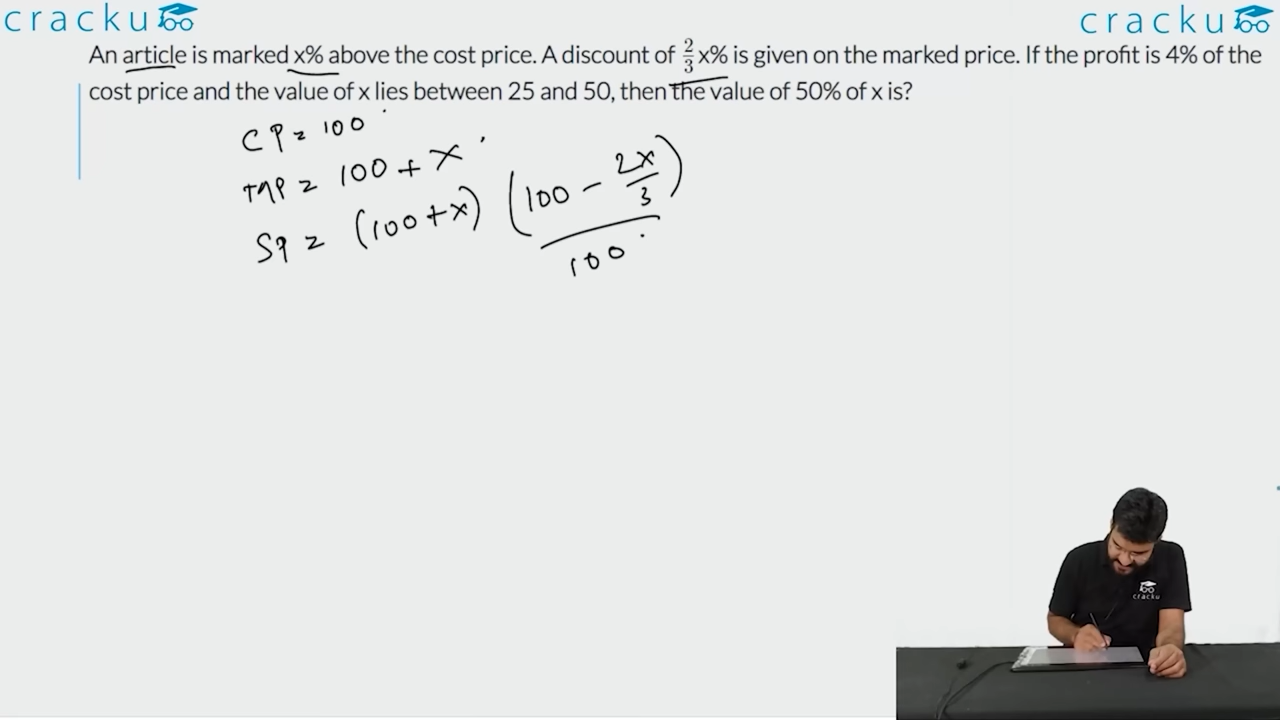 cracku cracku
An article is marked x% above the cost price. A discount of 2/3 x% is given on the marked price. If the profit is 4% of the
cost price and the value of x lies between 25 and 50, then the value of 50% of x is?
CP = 100
MP = 100 + x
SP = (100 + x) (100 - 2x/3) / 100
cracku